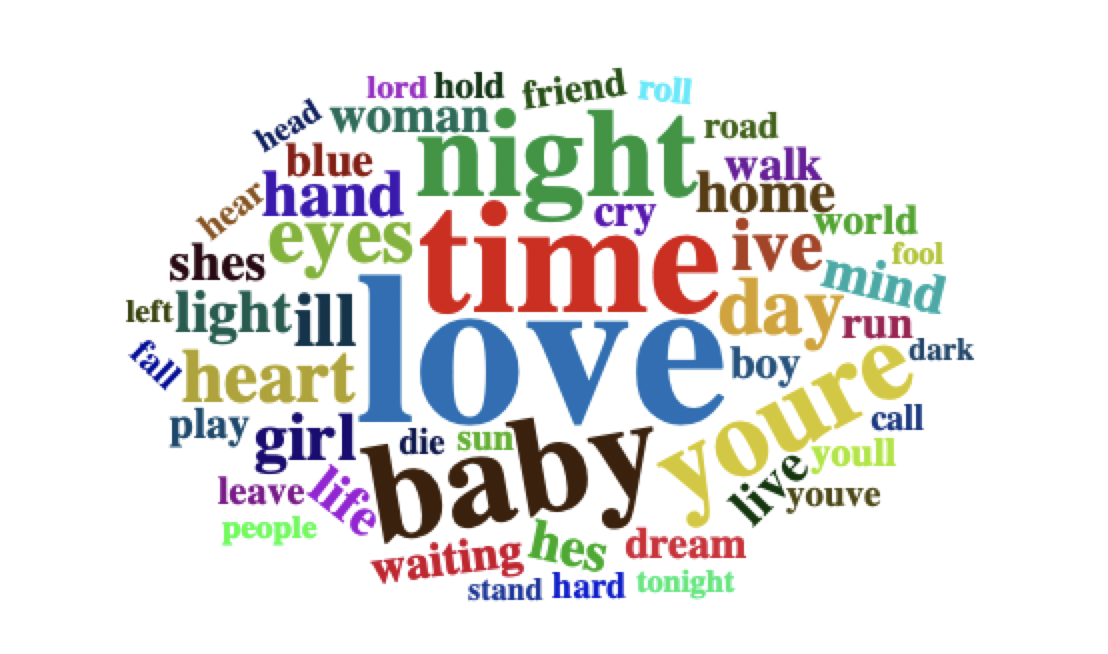 lord hold friend roll
head woman night road
blue walk
hear hand cry home
shes eyes time ive world
fool
mind
left light ill love day run
fall heart boy youre dark
play girl die sun baby call
live youll
leave life youve
people
waiting hes dream
stand hard tonight